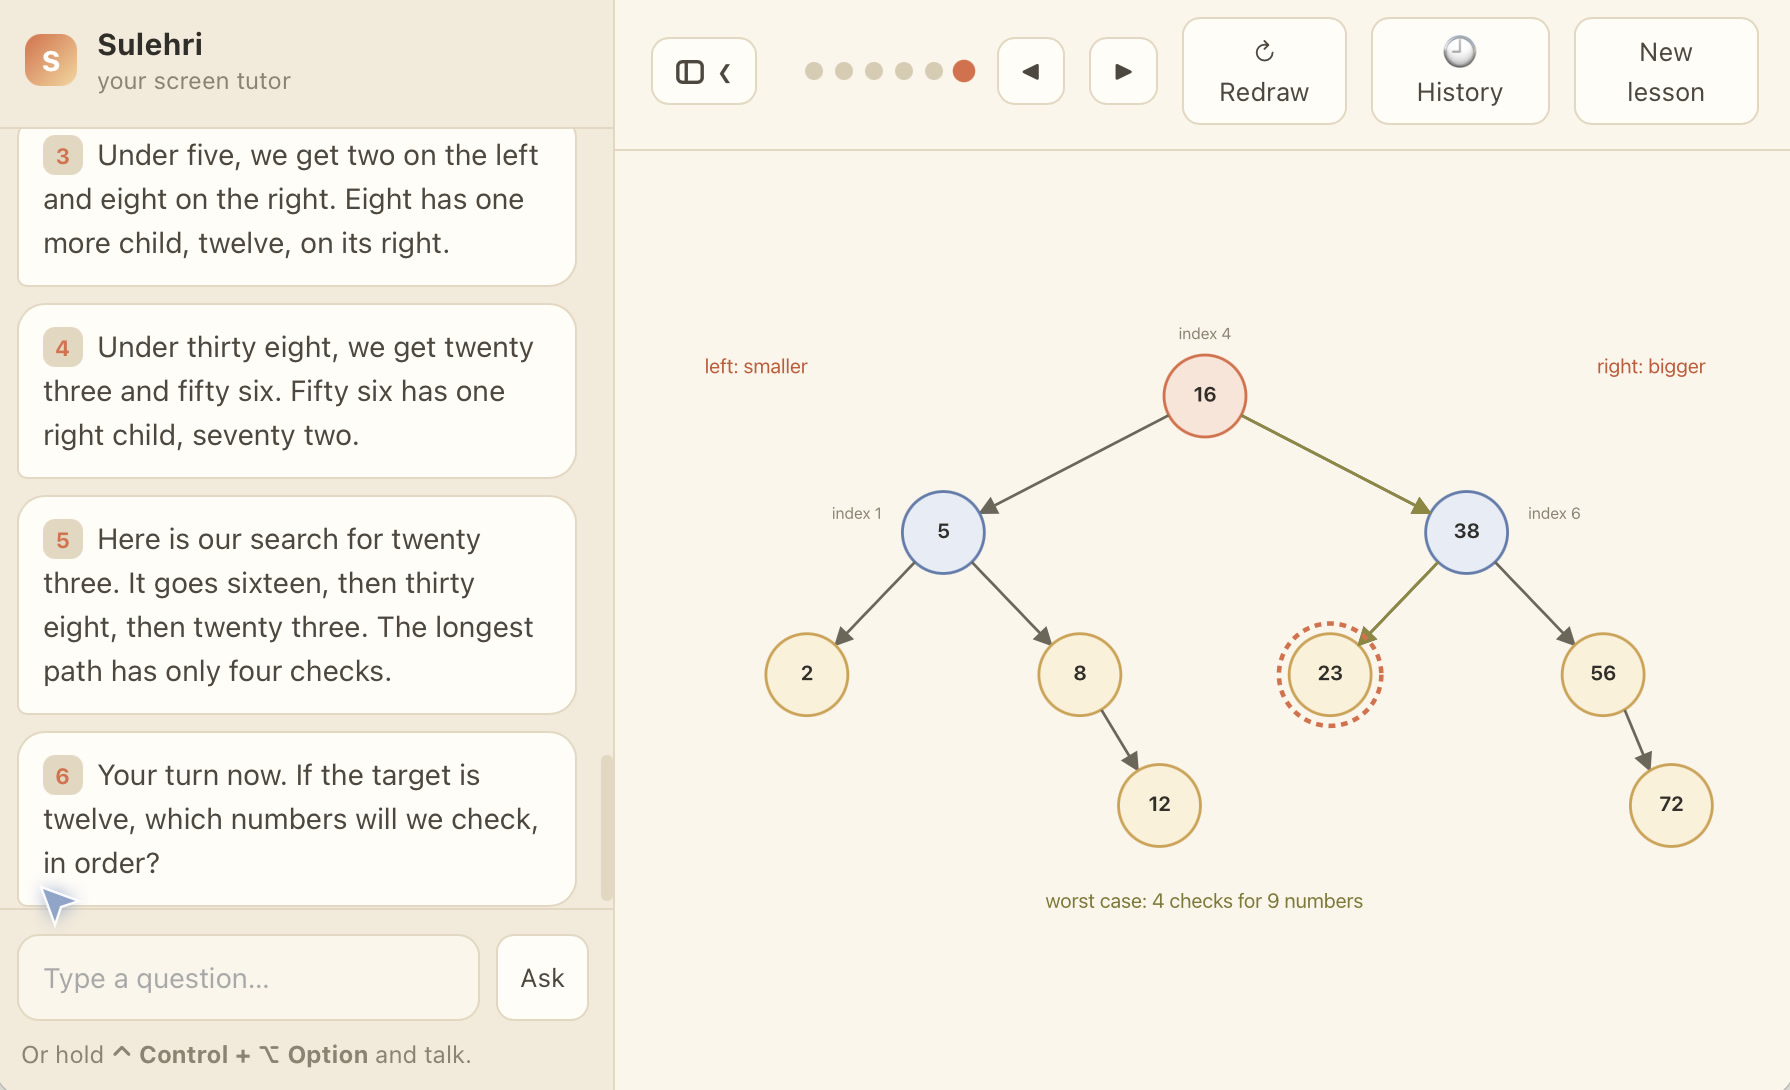 S
Sulehri
your screen tutor
3 Under five, we get two on the left
and eight on the right. Eight has one
more child, twelve, on its right.
4 Under thirty eight, we get twenty
three and fifty six. Fifty six has one
right child, seventy two.
5 Here is our search for twenty
three. It goes sixteen, then thirty
eight, then twenty three. The longest
path has only four checks.
6 Your turn now. If the target is
twelve, which numbers will we check,
in order?
Type a question...
Ask
Or hold ^ Control + ⌥ Option and talk.
Redraw
History
New
lesson
index 4
left: smaller
right: bigger
16
index 1
5
38
index 6
2
8
23
56
12
72
worst case: 4 checks for 9 numbers